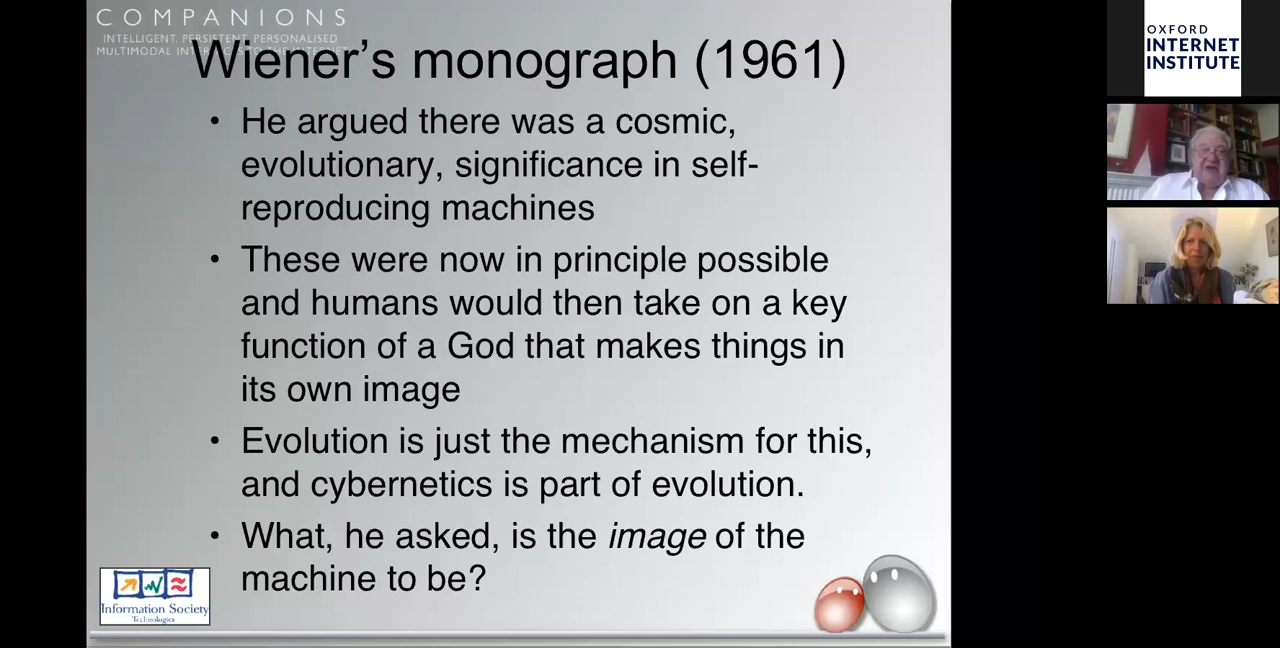 COMPANIONS
INTELLIGENT, PERSISTENT, PERSONALISED
MULTIMODAL INTERFACES TO THE INTERNET
Wiener’s monograph (1961)
• He argued there was a cosmic,
evolutionary, significance in self-
reproducing machines
• These were now in principle possible
and humans would then take on a key
function of a God that makes things in
its own image
• Evolution is just the mechanism for this,
and cybernetics is part of evolution.
• What, he asked, is the image of the
machine to be?
Information Society
Technologies
OXFORD
INTERNET
INSTITUTE